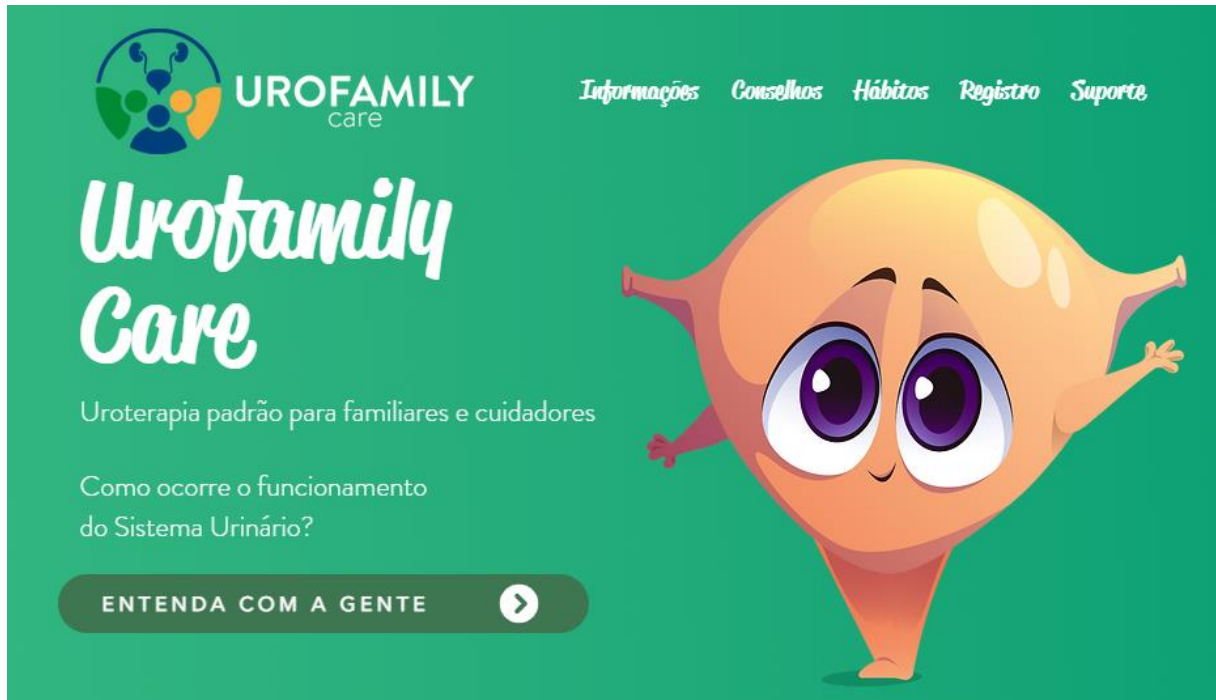 UROFAMILY
care
Informações Conselhos Hábitos Registro Suporte
Urofamily
Care
Uroterapia padrão para familiares e cuidadores
Como ocorre o funcionamento
do Sistema Urinário?
ENTENDA COM A GENTE